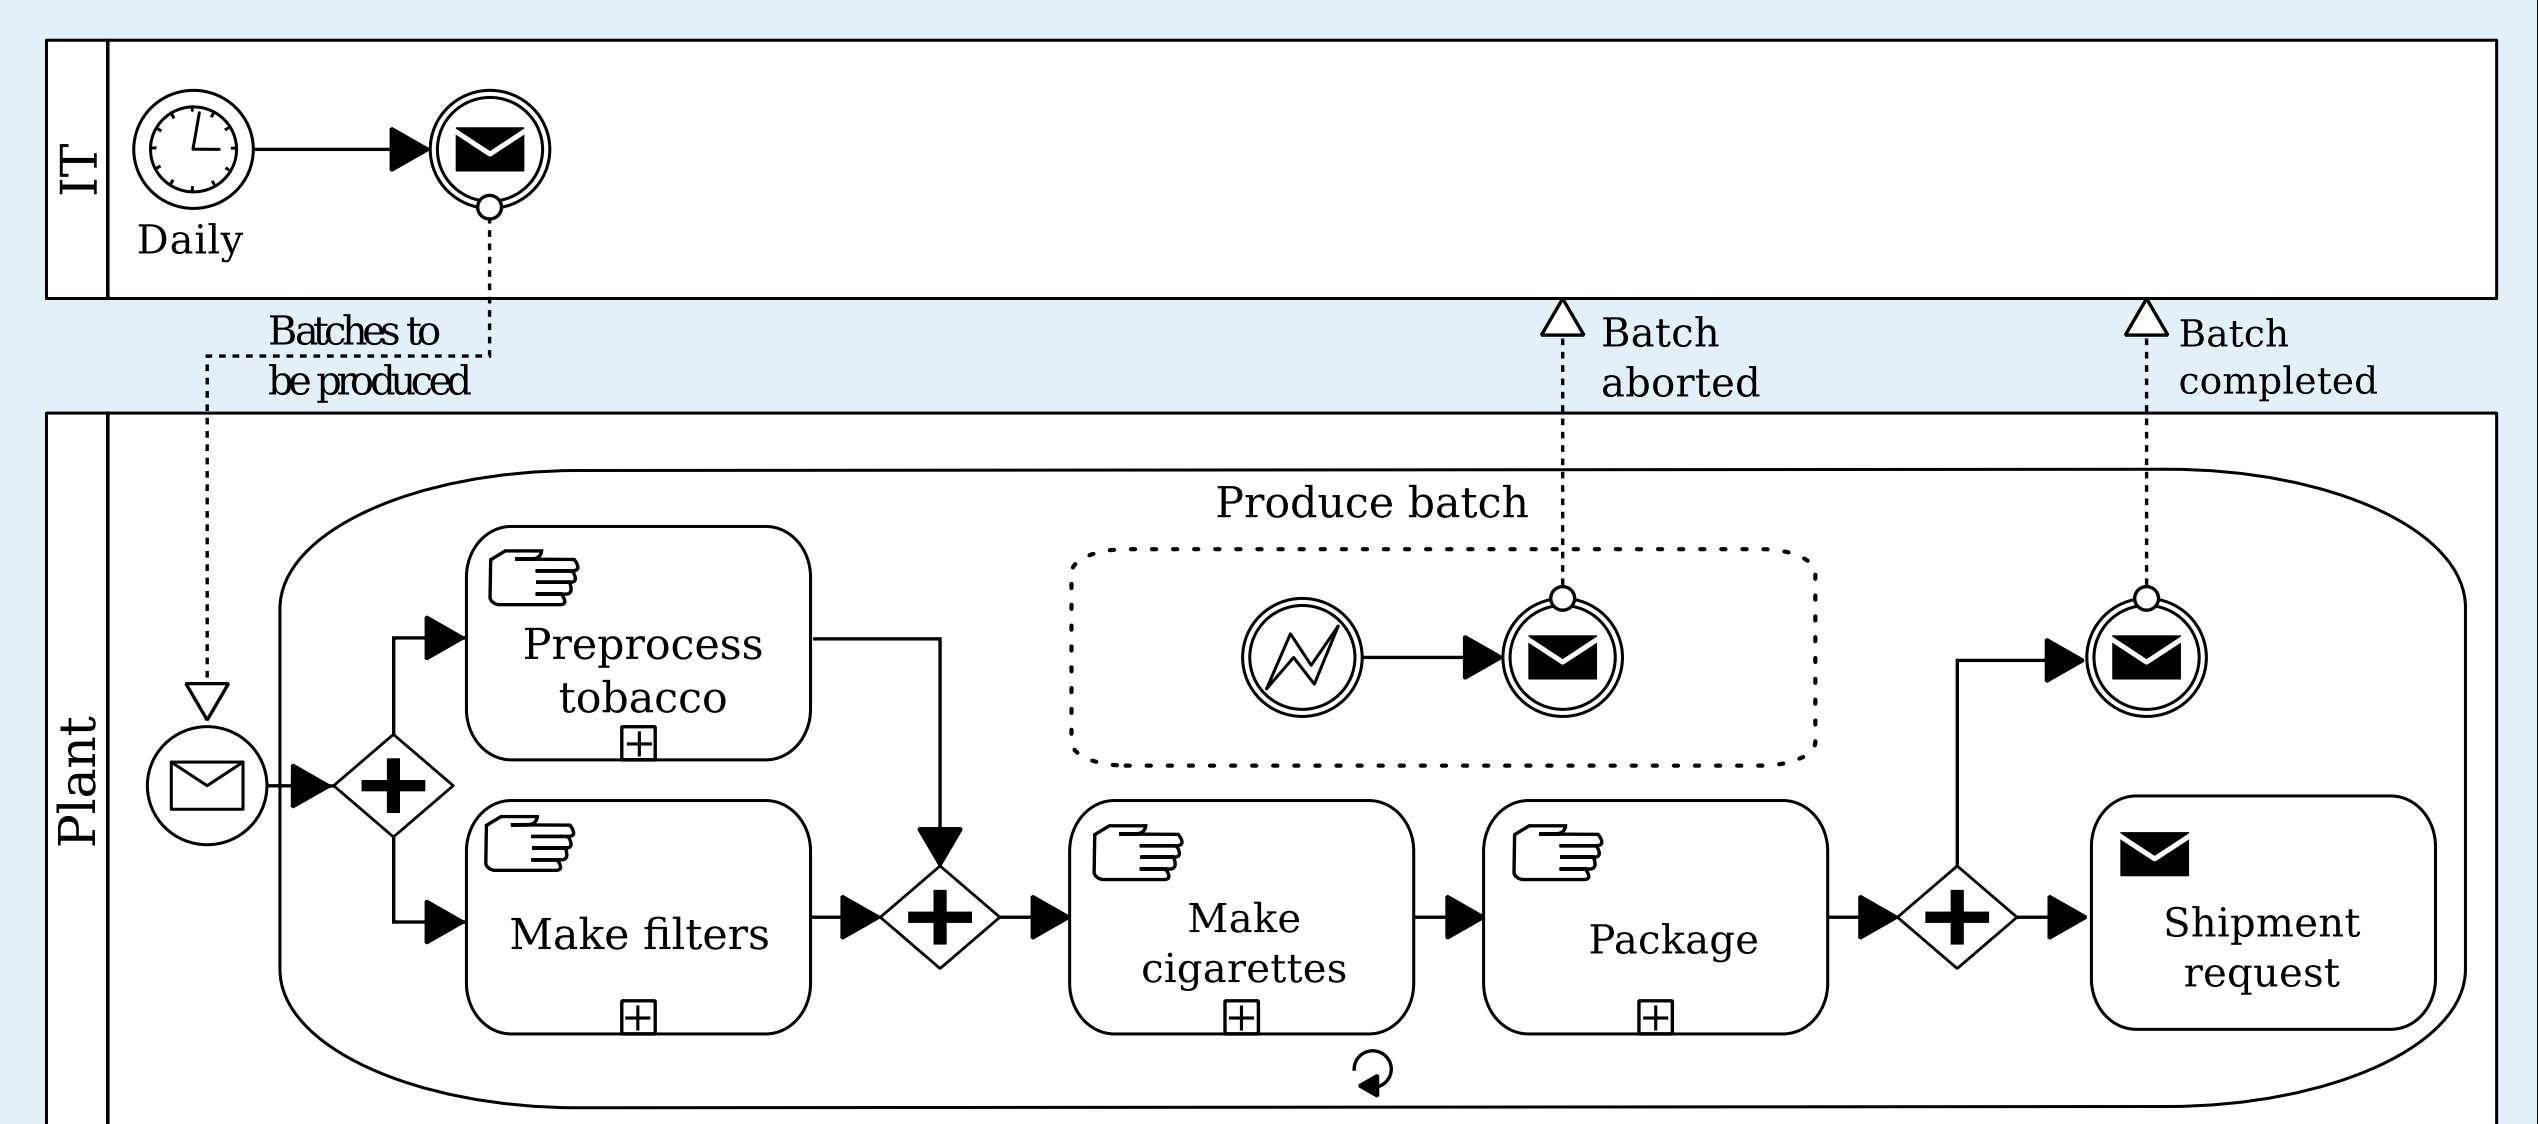 IT
Daily
Batches to
be produced
Batch
aborted
Batch
completed
Plant
Produce batch
Preprocess
tobacco
Make filters
Make
cigarettes
Package
Shipment
request